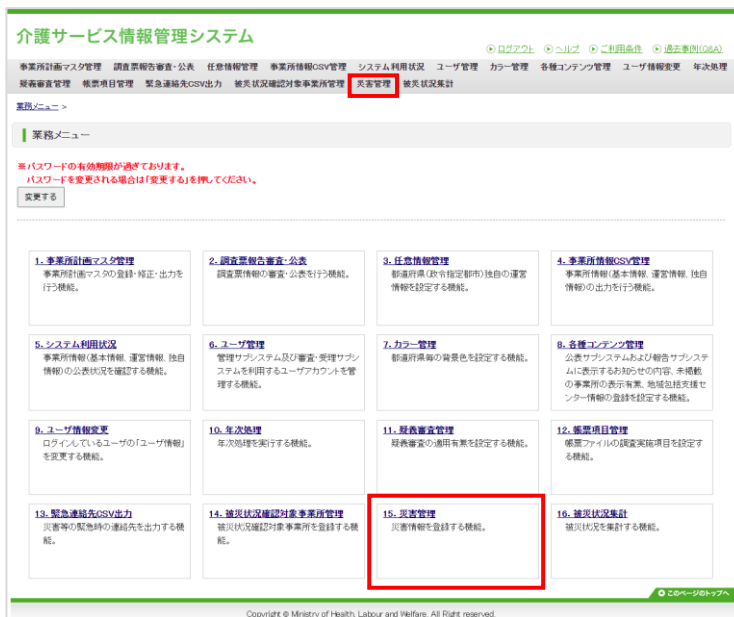 介護サービス情報管理システム
ログアウト ヘルプ ご利用条件 過去事例(Q&A)
事業所計画マスタ管理 調査票報告審査・公表 任意情報管理 事業所情報CSV管理 システム利用状況 ユーザ管理 カラー管理 各種コンテンツ管理 ユーザ情報変更 年次処理
疑義審査管理 帳票項目管理 緊急連絡先CSV出力 被災状況確認対象事業所管理 災害管理 被災状況集計
業務メニュー >
業務メニュー
※パスワードの有効期限が過ぎております。
パスワードを変更される場合は「変更する」を押してください。
変更する
1. 事業所計画マスタ管理
事業所計画マスタの登録・修正・出力を
行う機能。
2. 調査票報告審査・公表
調査票情報の審査・公表を行う機能。
3. 任意情報管理
都道府県(政令指定都市)独自の運営
情報を設定する機能。
4. 事業所情報CSV管理
事業所情報(基本情報、運営情報、独自
情報)の出力を行う機能。
5. システム利用状況
事業所情報(基本情報、運営情報、独自
情報)の公表状況を確認する機能。
6. ユーザ管理
管理サブシステム及び審査・受理サブシ
ステムを利用するユーザアカウントを管
理する機能。
7. カラー管理
都道府県毎の背景色を設定する機能。
8. 各種コンテンツ管理
公表サブシステムおよび報告サブシステ
ムに表示するお知らせの内容、未掲載
の事業所の表示有無、地域包括支援セ
ンター情報の登録を設定する機能。
9. ユーザ情報変更
ログインしているユーザの「ユーザ情報」
を変更する機能。
10. 年次処理
年次処理を実行する機能。
11. 疑義審査管理
疑義審査の適用有無を設定する機能。
12. 帳票項目管理
帳票ファイルの調査実施項目を設定す
る機能。
13. 緊急連絡先CSV出力
災害等の緊急時の連絡先を出力する機
能。
14. 被災状況確認対象事業所管理
被災状況確認対象事業所を登録する機
能。
15. 災害管理
災害情報を登録する機能。
16. 被災状況集計
被災状況を集計する機能。
このページのトップへ
Copyright © Ministry of Health, Labour and Welfare. All Right reserved.